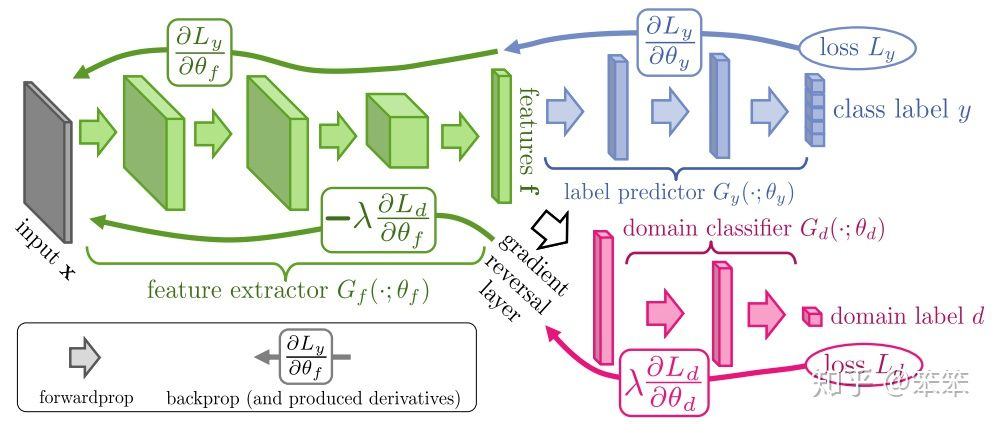 ∂L_y/∂θ_f
∂L_y/∂θ_y
loss L_y
class label y
features f
label predictor G_y(·;θ_y)
input x
−λ ∂L_d/∂θ_f
feature extractor G_f(·;θ_f)
gradient
reversal
layer
domain classifier G_d(·;θ_d)
domain label d
loss L_d
λ ∂L_d/∂θ_d
∂L_y/∂θ_f
forwardprop
backprop (and produced derivatives)
知乎 @笨笨